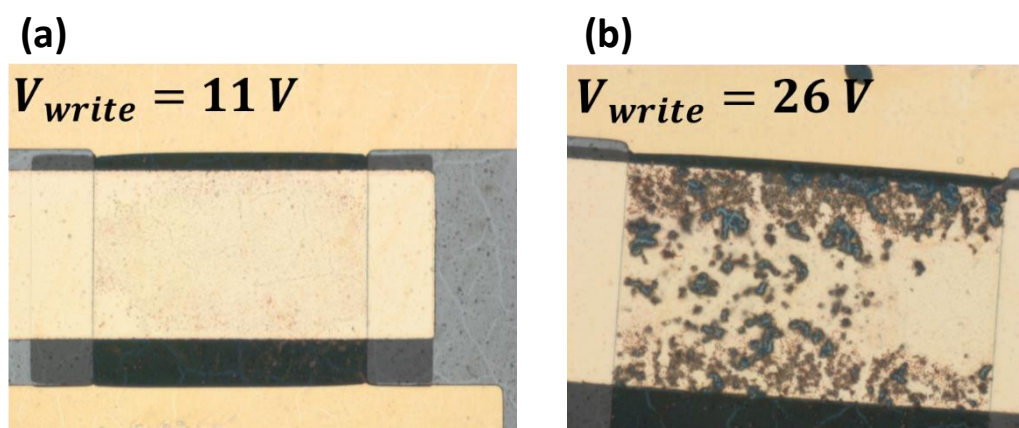 (a)
(b)
V_write = 11 V
V_write = 26 V